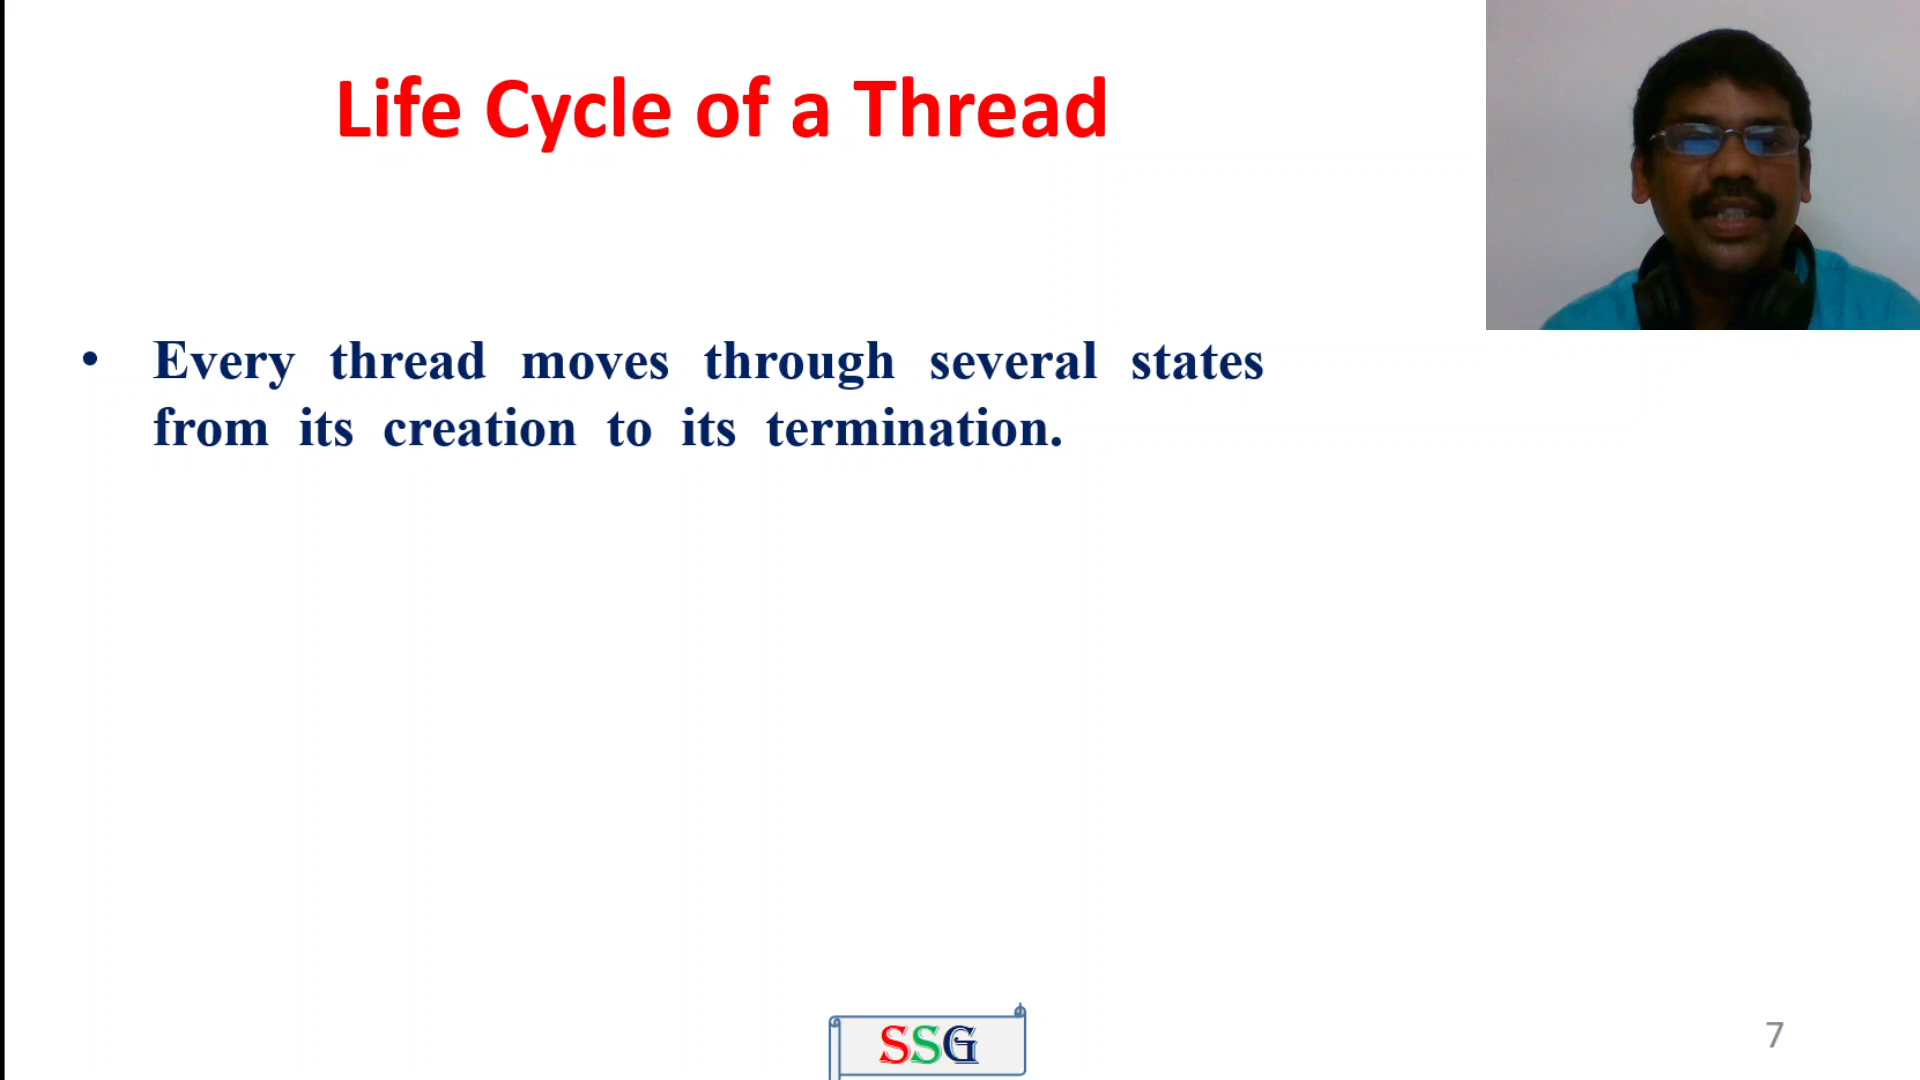 Life Cycle of a Thread
• Every thread moves through several states
from its creation to its termination.
SSG
7